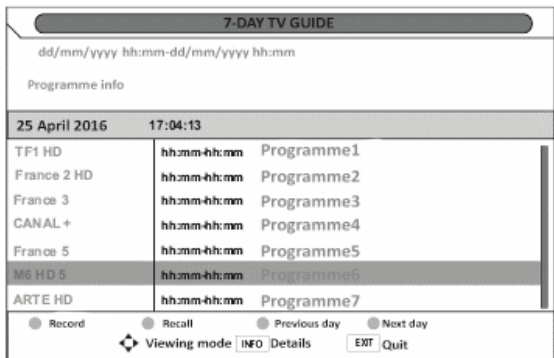 7-DAY TV GUIDE
dd/mm/yyyy hh:mm-dd/mm/yyyy hh:mm
Programme info
25 April 2016 17:04:13
TF1 HD hh:mm-hh:mm Programme1
France 2 HD hh:mm-hh:mm Programme2
France 3 hh:mm-hh:mm Programme3
CANAL + hh:mm-hh:mm Programme4
France 5 hh:mm-hh:mm Programme5
M6 HD 5 hh:mm-hh:mm Programme6
ARTE HD hh:mm-hh:mm Programme7
Record Recall Previous day Next day
Viewing mode INFO Details EXIT Quit